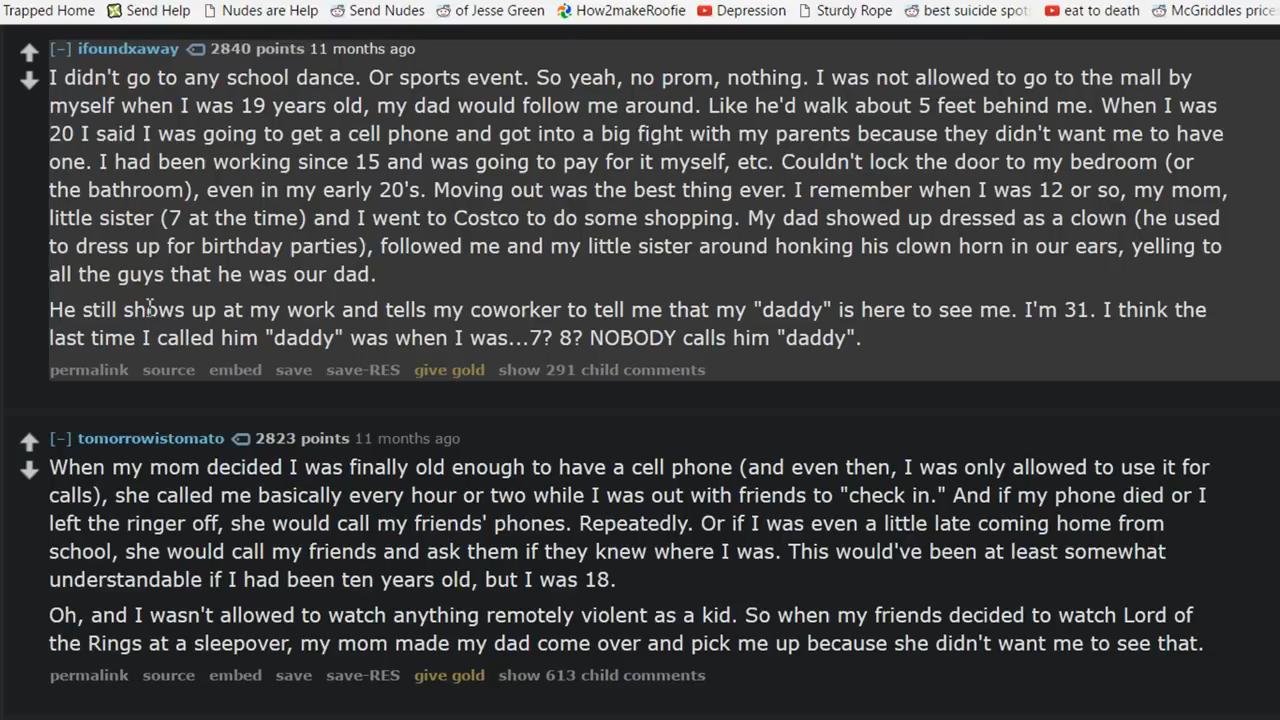 Trapped Home Send Help Nudes are Help Send Nudes of Jesse Green How2makeRoofie Depression Sturdy Rope best suicide spot eat to death McGriddles price
[–] ifoundxaway 2840 points 11 months ago
I didn't go to any school dance. Or sports event. So yeah, no prom, nothing. I was not allowed to go to the mall by
myself when I was 19 years old, my dad would follow me around. Like he'd walk about 5 feet behind me. When I was
20 I said I was going to get a cell phone and got into a big fight with my parents because they didn't want me to have
one. I had been working since 15 and was going to pay for it myself, etc. Couldn't lock the door to my bedroom (or
the bathroom), even in my early 20's. Moving out was the best thing ever. I remember when I was 12 or so, my mom,
little sister (7 at the time) and I went to Costco to do some shopping. My dad showed up dressed as a clown (he used
to dress up for birthday parties), followed me and my little sister around honking his clown horn in our ears, yelling to
all the guys that he was our dad.
He still shows up at my work and tells my coworker to tell me that my "daddy" is here to see me. I'm 31. I think the
last time I called him "daddy" was when I was...7? 8? NOBODY calls him "daddy".
permalink source embed save save-RES give gold show 291 child comments
[–] tomorrowistomato 2823 points 11 months ago
When my mom decided I was finally old enough to have a cell phone (and even then, I was only allowed to use it for
calls), she called me basically every hour or two while I was out with friends to "check in." And if my phone died or I
left the ringer off, she would call my friends' phones. Repeatedly. Or if I was even a little late coming home from
school, she would call my friends and ask them if they knew where I was. This would've been at least somewhat
understandable if I had been ten years old, but I was 18.
Oh, and I wasn't allowed to watch anything remotely violent as a kid. So when my friends decided to watch Lord of
the Rings at a sleepover, my mom made my dad come over and pick me up because she didn't want me to see that.
permalink source embed save save-RES give gold show 613 child comments